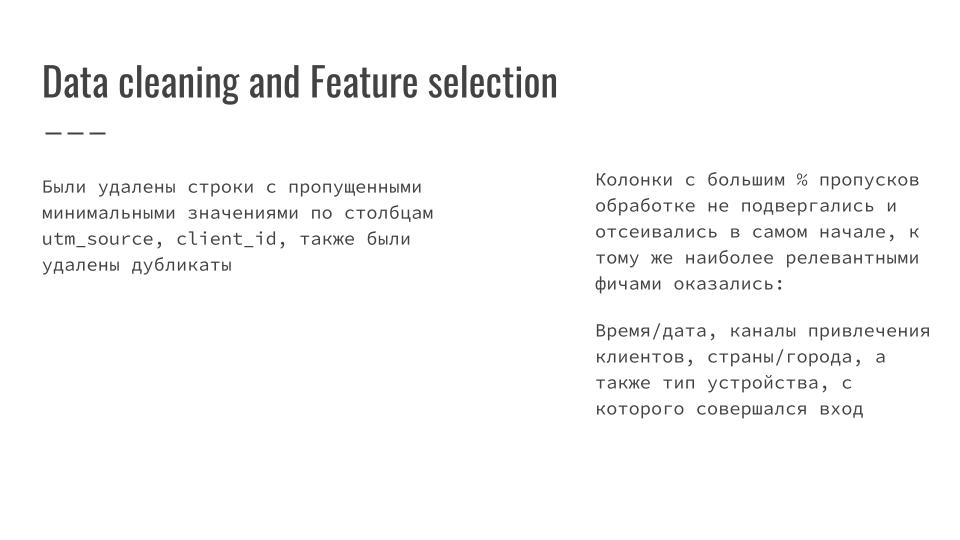 Data cleaning and Feature selection
Были удалены строки с пропущенными
минимальными значениями по столбцам
utm_source, client_id, также были
удалены дубликаты
Колонки с большим % пропусков
обработке не подвергались и
отсеивались в самом начале, к
тому же наиболее релевантными
фичами оказались:
Время/дата, каналы привлечения
клиентов, страны/города, а
также тип устройства, с
которого совершался вход